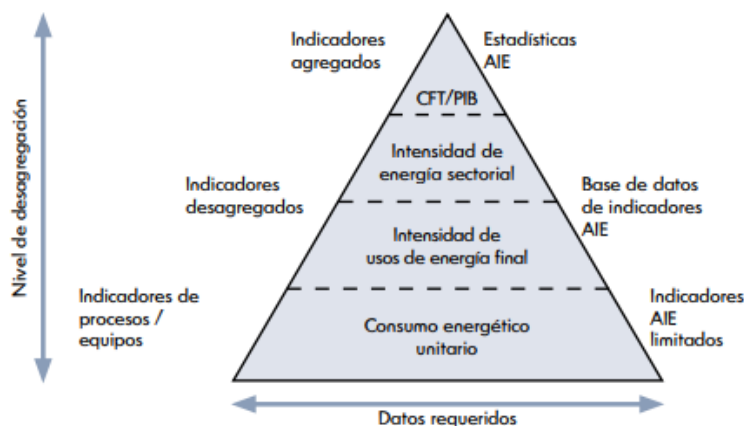 Indicadores
agregados
Estadísticas
AIE
CFT/PIB
Intensidad de
energía sectorial
Indicadores
desagregados
Base de datos
de indicadores
AIE
Intensidad de
usos de energía final
Indicadores de
procesos /
equipos
Consumo energético
unitario
Indicadores
AIE
limitados
Nivel de desagregación
Datos requeridos